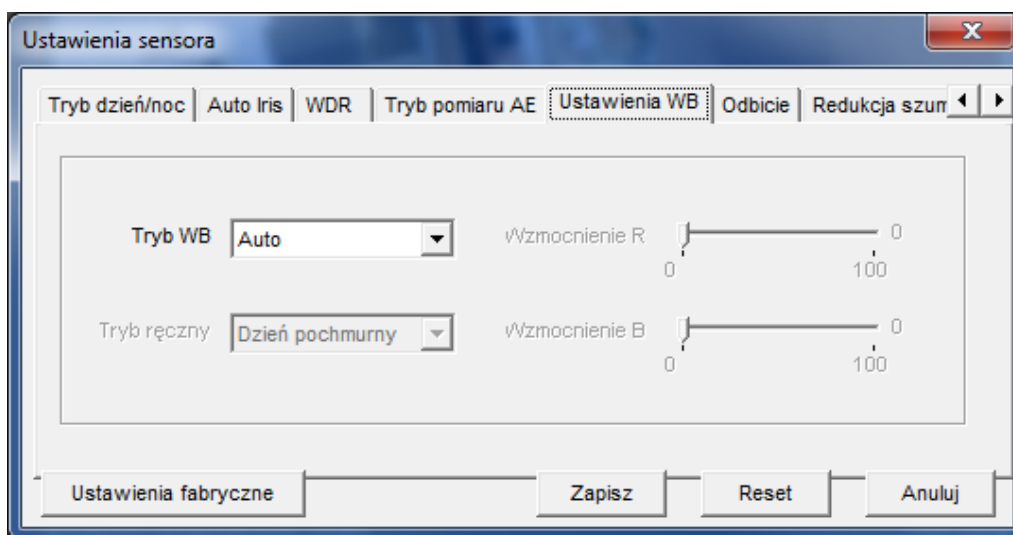 Ustawienia sensora
Tryb dzień/noc Auto Iris WDR Tryb pomiaru AE Ustawienia WB Odbicie Redukcja szum
Tryb WB Auto Wzmocnienie R 0
0 100
Tryb ręczny Dzień pochmurny Wzmocnienie B 0
0 100
Ustawienia fabryczne Zapisz Reset Anuluj